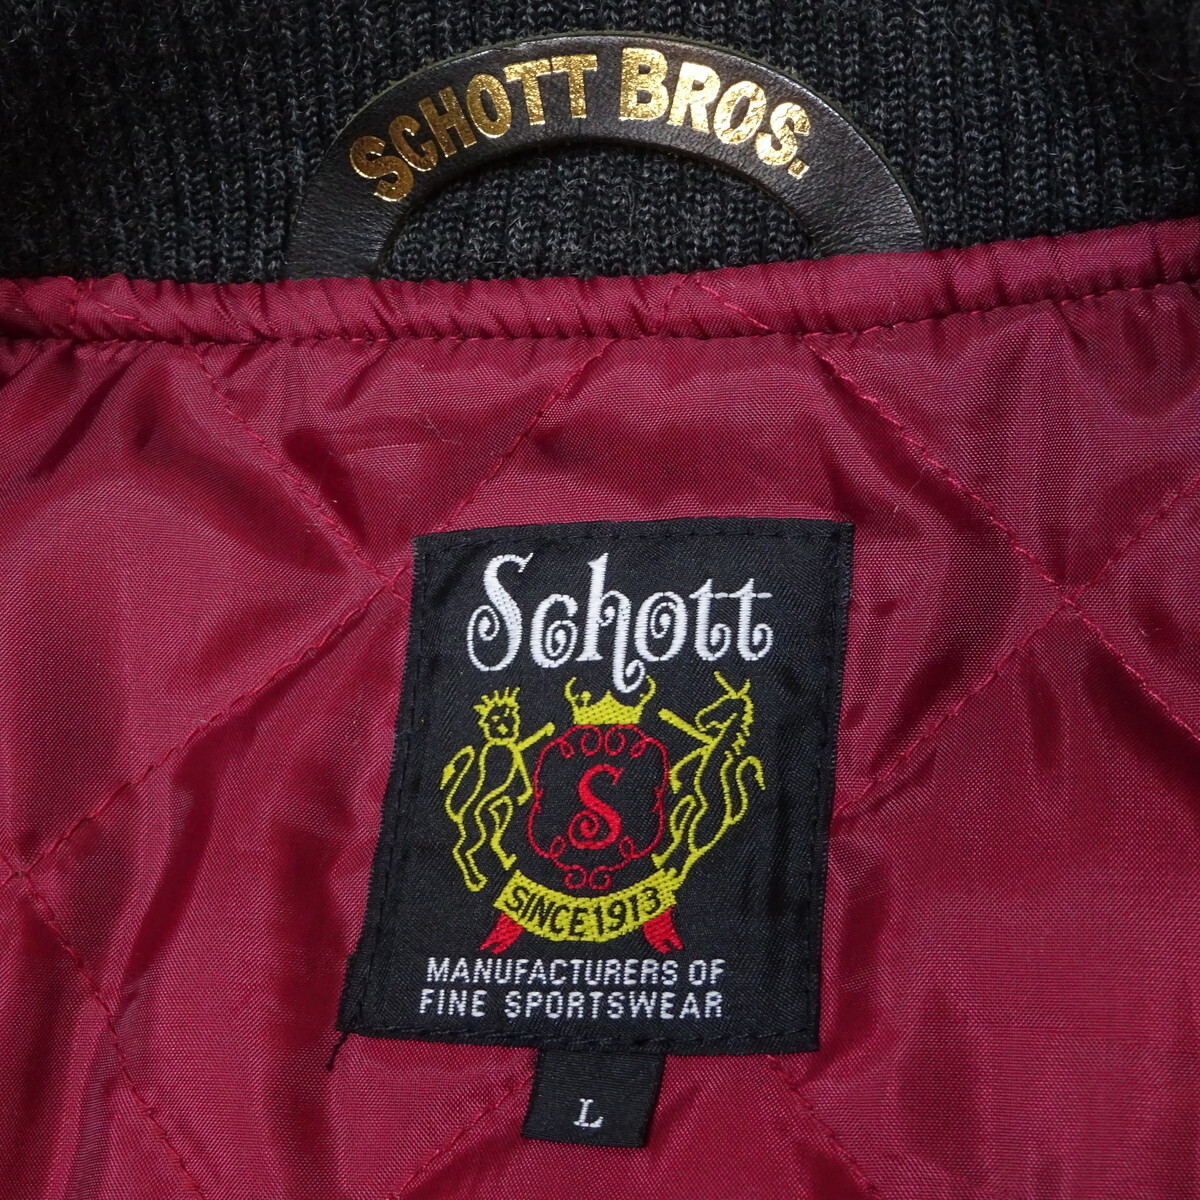 SCHOTT BROS.
Schott
S
SINCE 1913
MANUFACTURERS OF
FINE SPORTSWEAR
L